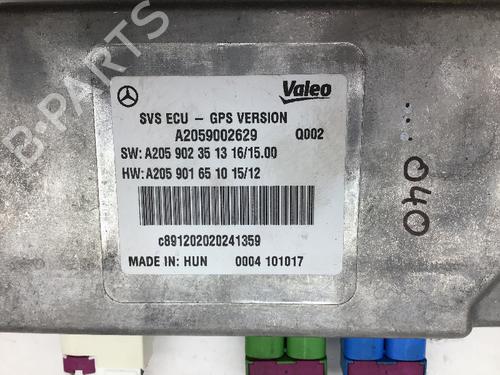 B-PARTS
Valeo
SVS ECU - GPS VERSION
A2059002629 Q002
SW: A205 902 35 13 16/15.00
HW: A205 901 65 10 15/12
c891202020241359
MADE IN: HUN 0004 101017
040